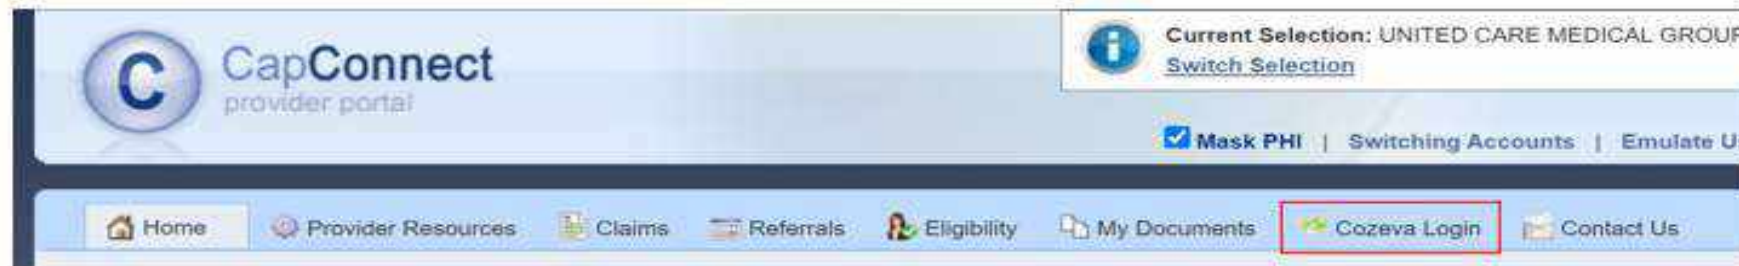 C
CapConnect
provider portal
Current Selection: UNITED CARE MEDICAL GROUP
Switch Selection
Mask PHI | Switching Accounts | Emulate U
Home Provider Resources Claims Referrals Eligibility My Documents Cozeva Login Contact Us